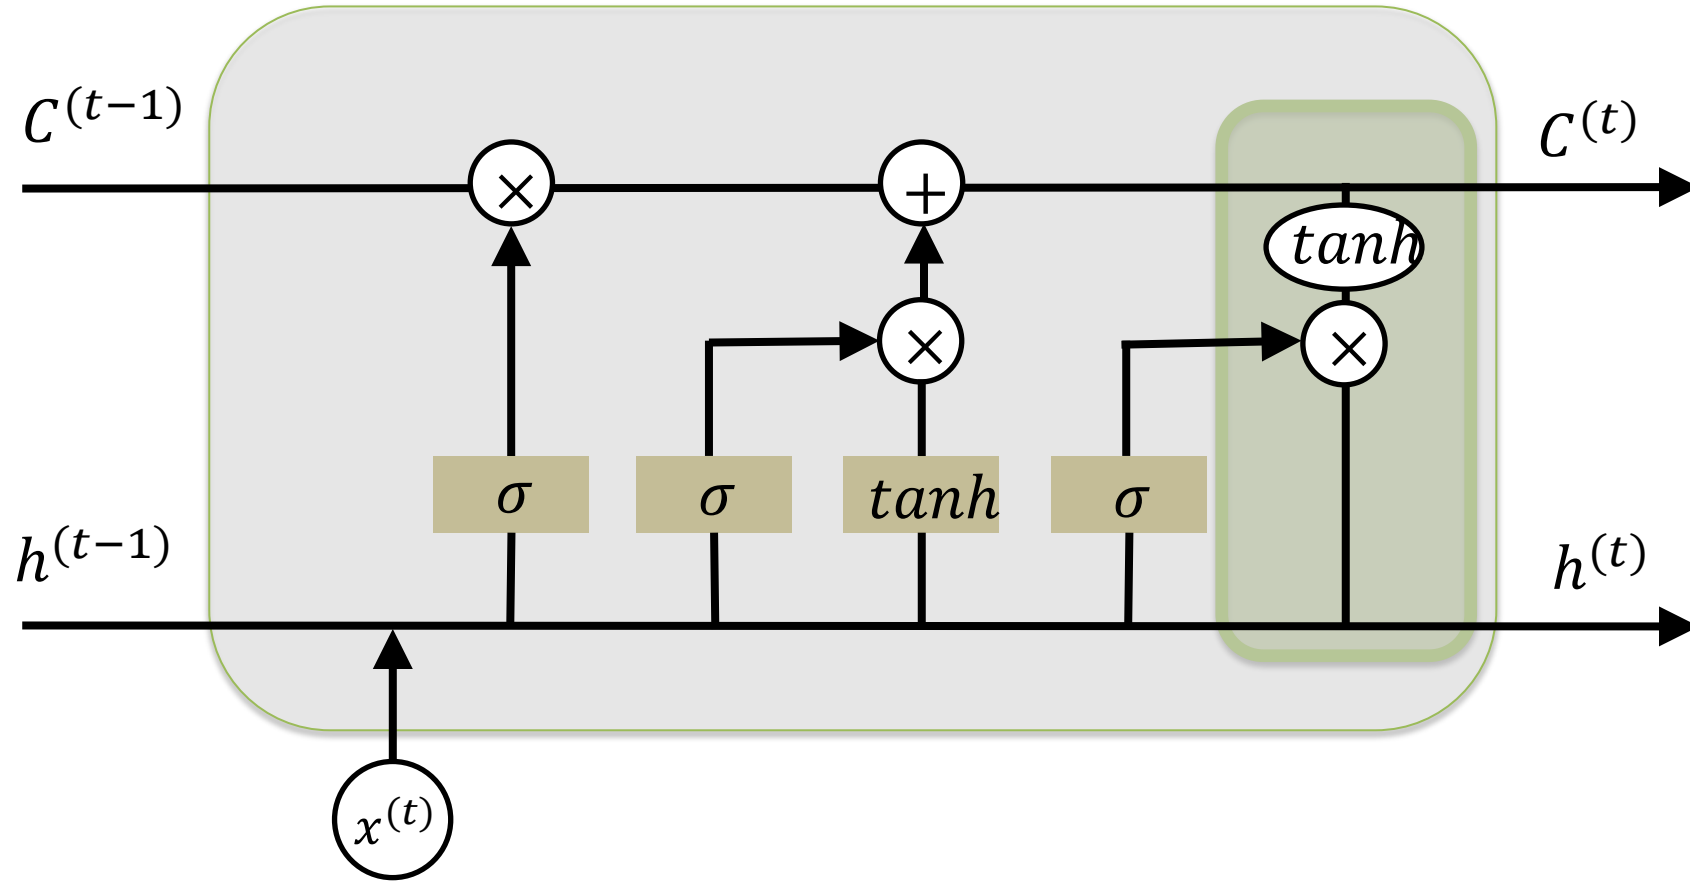 C^(t−1)
C^(t)
×
+
tanh
×
×
σ
σ
tanh
σ
h^(t−1)
h^(t)
x^(t)